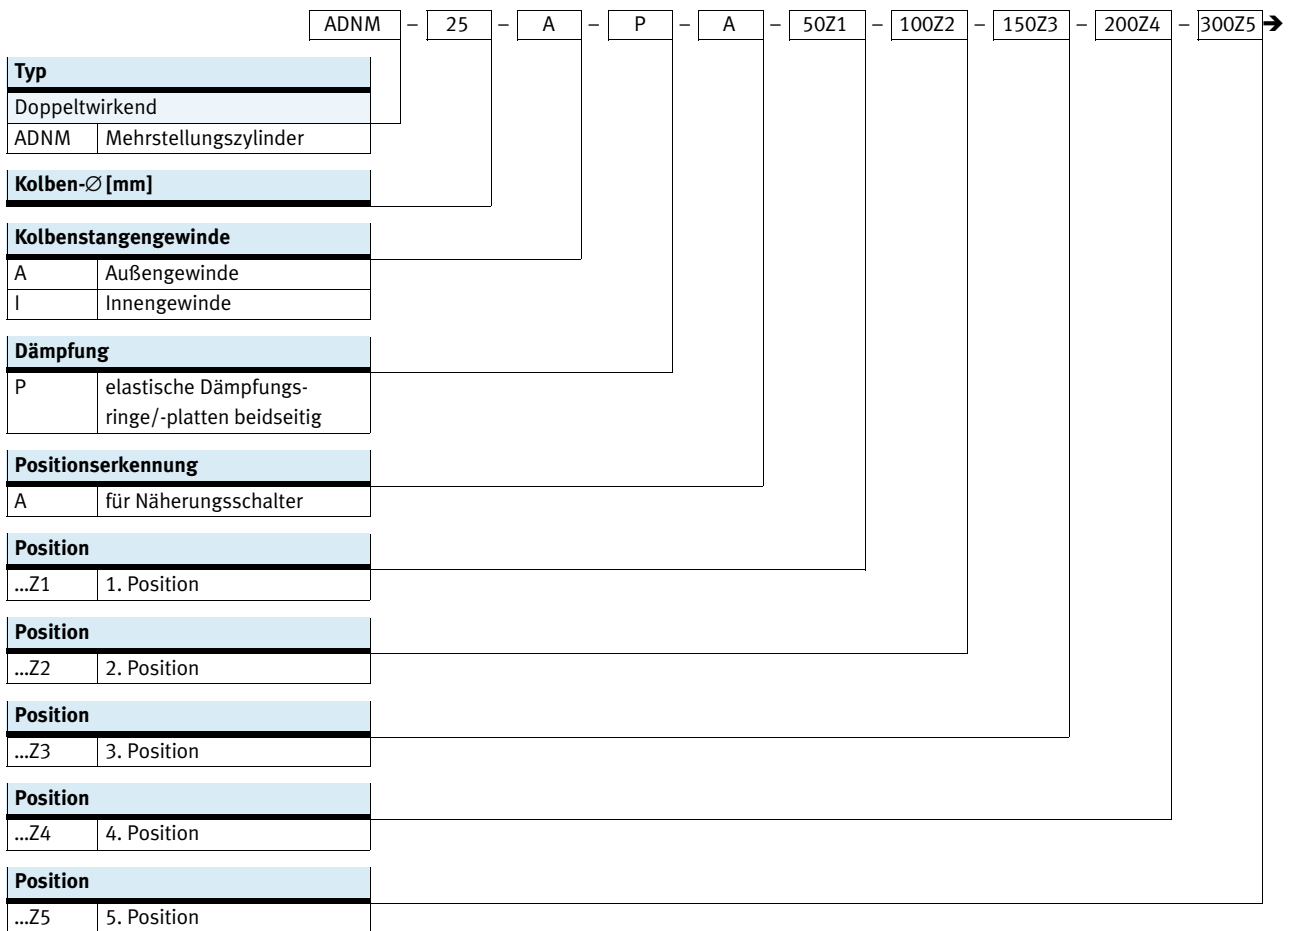 ADNM – 25 – A – P – A – 50Z1 – 100Z2 – 150Z3 – 200Z4 – 300Z5 ➔
Typ
Doppeltwirkend
ADNM Mehrstellungszylinder
Kolben-∅ [mm]
Kolbenstangengewinde
A Außengewinde
I Innengewinde
Dämpfung
P elastische Dämpfungs-
ringe/-platten beidseitig
Positionserkennung
A für Näherungsschalter
Position
...Z1 1. Position
Position
...Z2 2. Position
Position
...Z3 3. Position
Position
...Z4 4. Position
Position
...Z5 5. Position